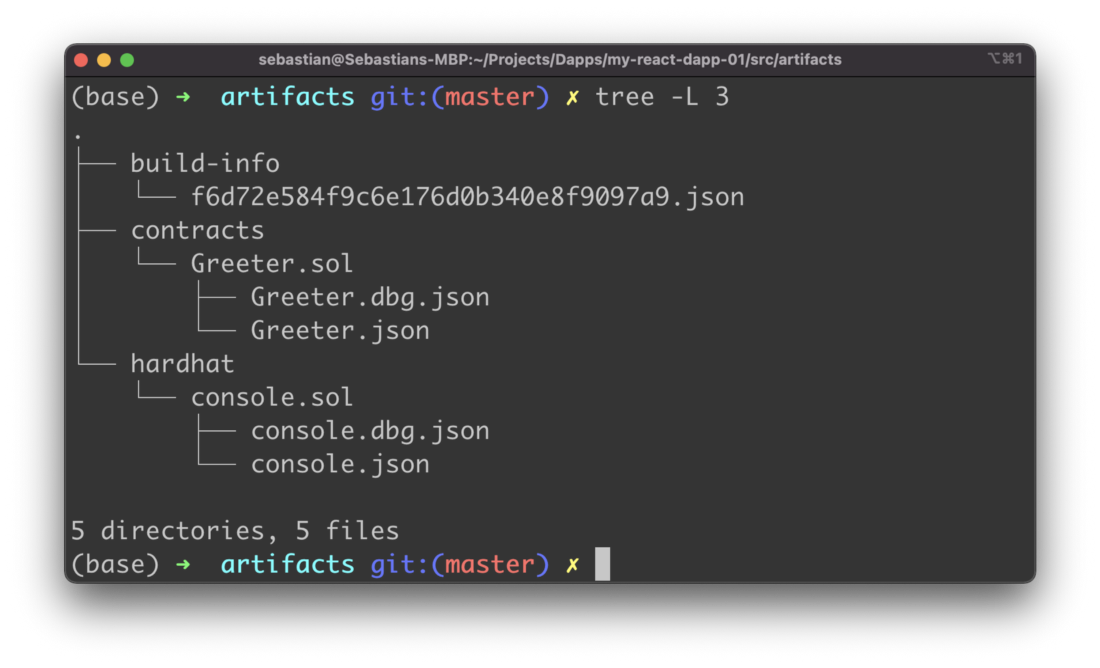 sebastian@Sebastians-MBP:~/Projects/Dapps/my-react-dapp-01/src/artifacts ⌥⌘1
(base) ➜  artifacts git:(master) ✗ tree -L 3
.
├── build-info
│   └── f6d72e584f9c6e176d0b340e8f9097a9.json
├── contracts
│   └── Greeter.sol
│       ├── Greeter.dbg.json
│       └── Greeter.json
└── hardhat
    └── console.sol
        ├── console.dbg.json
        └── console.json
5 directories, 5 files
(base) ➜  artifacts git:(master) ✗